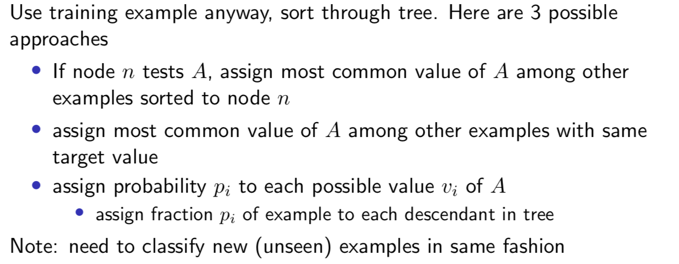 Use training example anyway, sort through tree. Here are 3 possible
approaches
• If node n tests A, assign most common value of A among other
examples sorted to node n
• assign most common value of A among other examples with same
target value
• assign probability pᵢ to each possible value vᵢ of A
• assign fraction pᵢ of example to each descendant in tree
Note: need to classify new (unseen) examples in same fashion